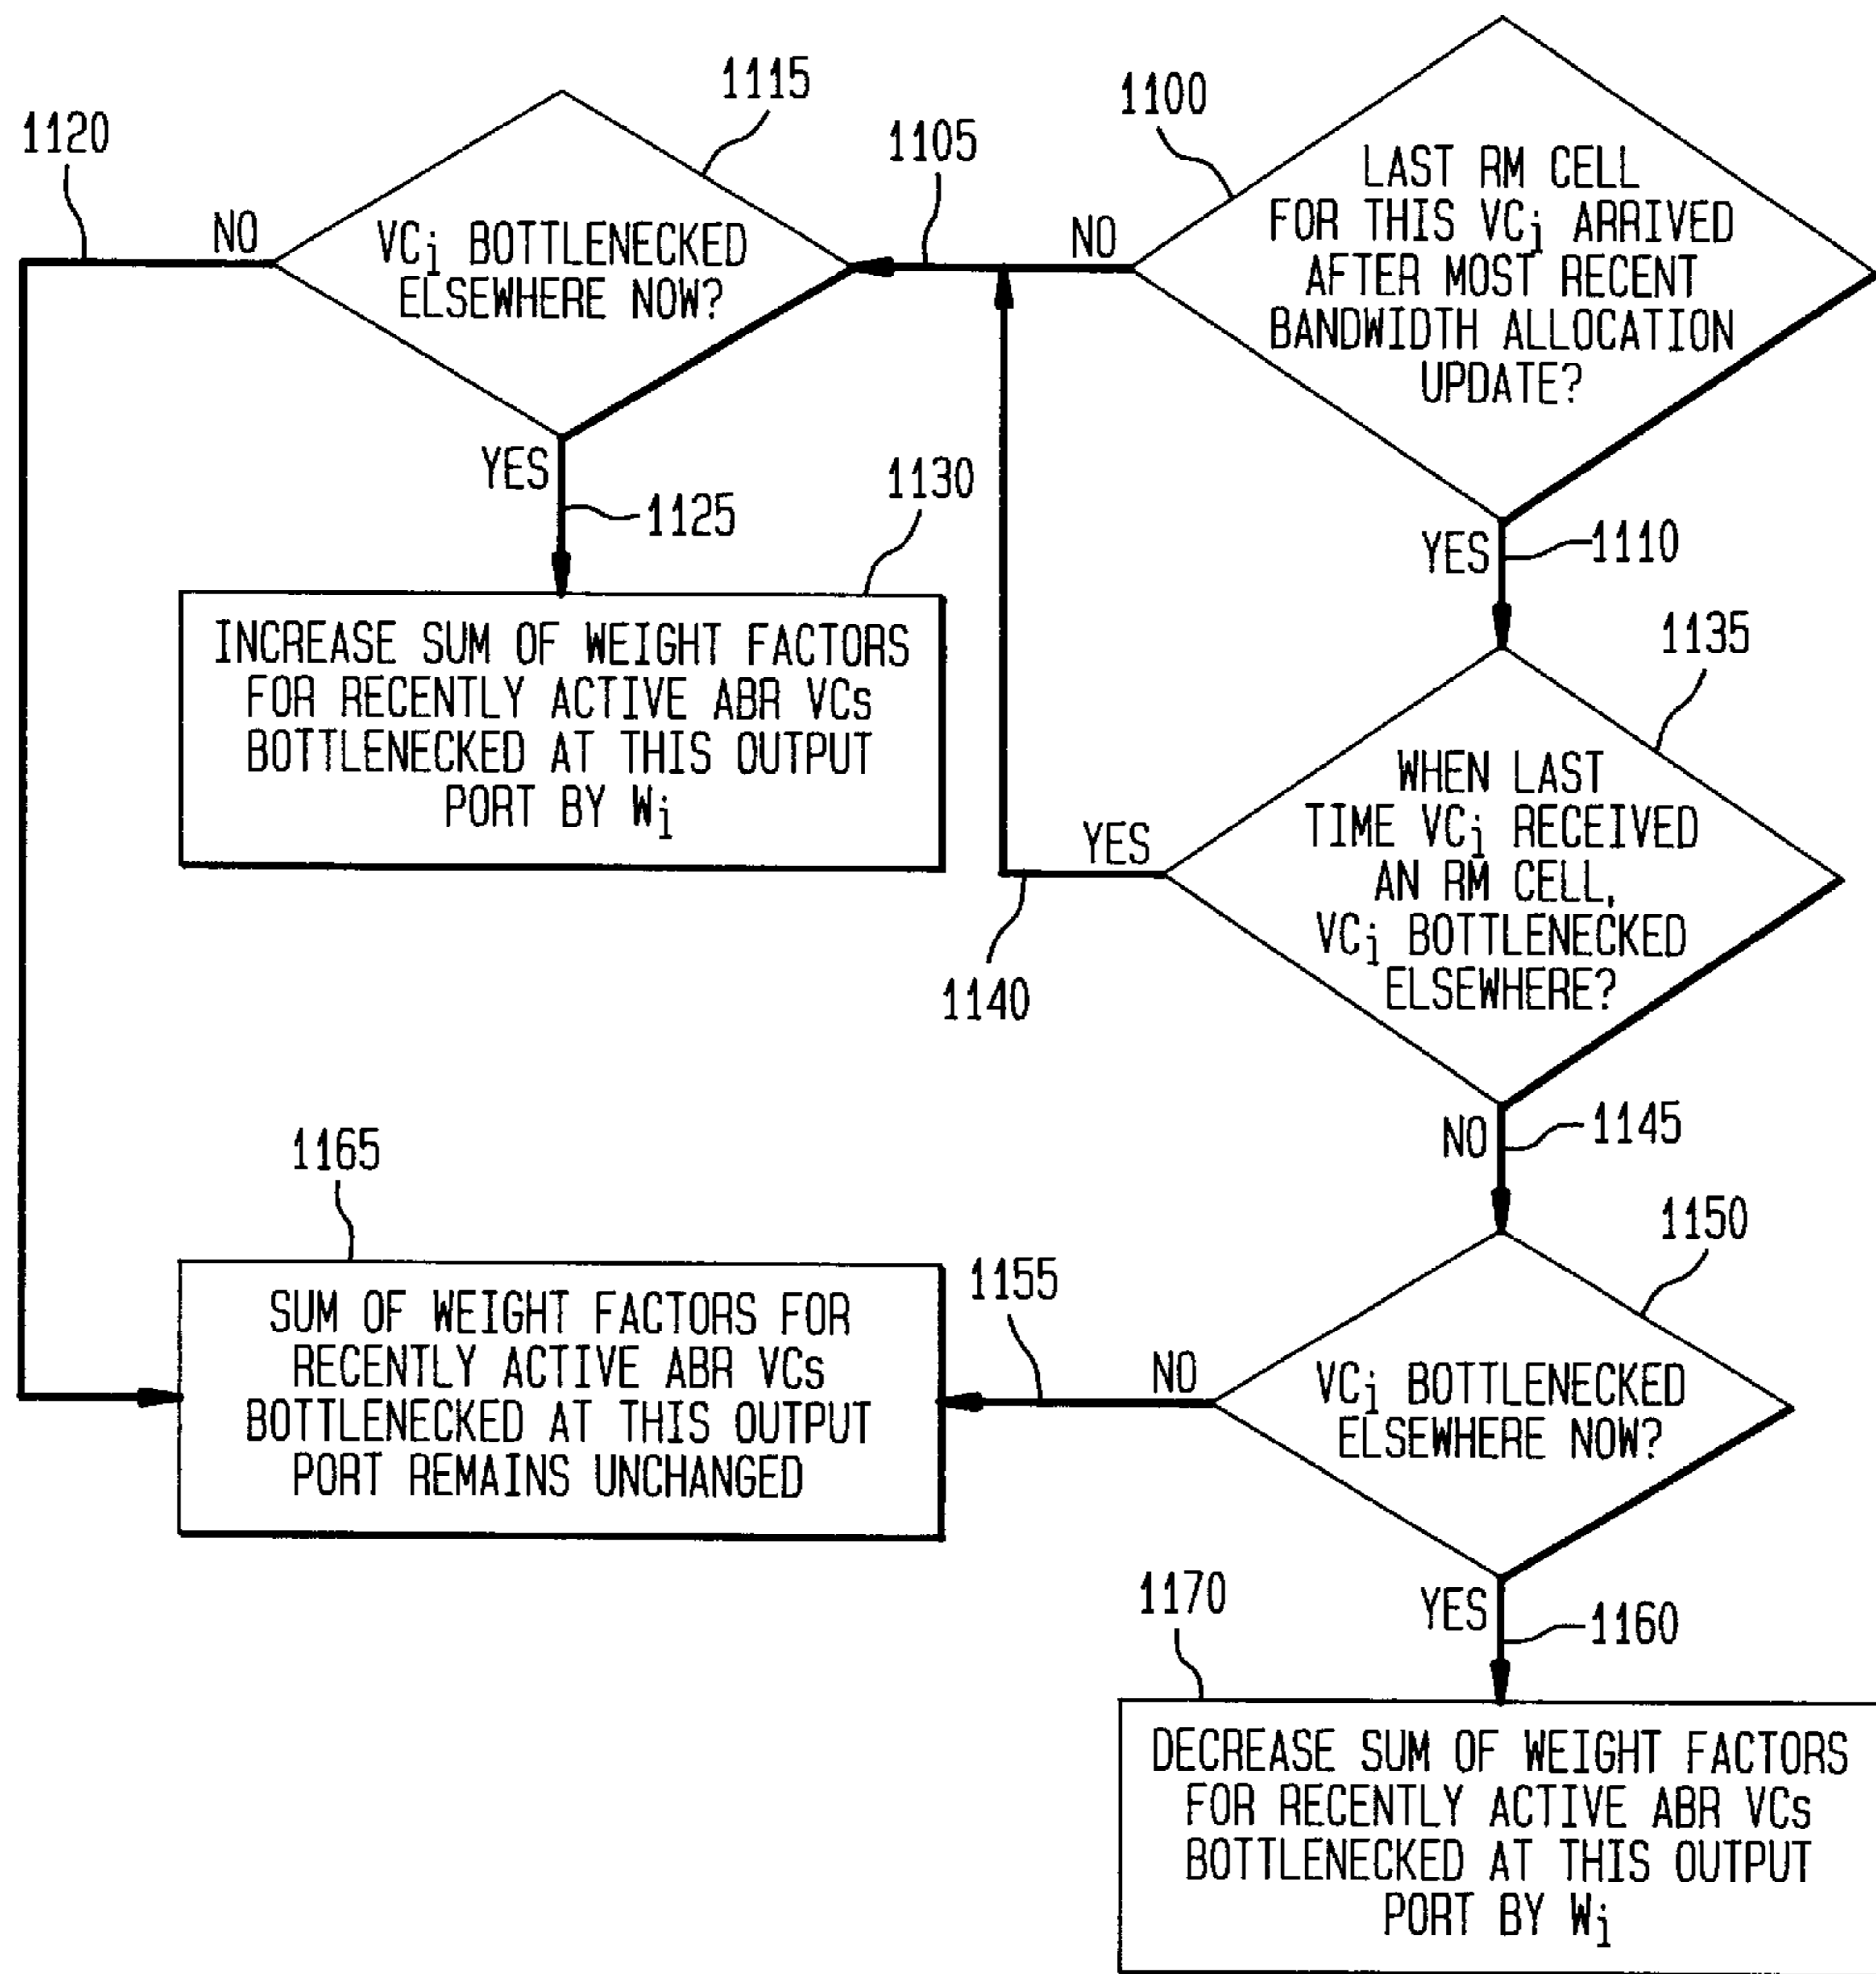 1115
1100
1120
1105
LAST RM CELL
FOR THIS VCi ARRIVED
AFTER MOST RECENT
BANDWIDTH ALLOCATION
UPDATE?
NO
VCi BOTTLENECKED
ELSEWHERE NOW?
NO
YES
1125
1130
YES
1110
INCREASE SUM OF WEIGHT FACTORS
FOR RECENTLY ACTIVE ABR VCs
BOTTLENECKED AT THIS OUTPUT
PORT BY Wi
1135
WHEN LAST
TIME VCi RECEIVED
AN RM CELL,
VCi BOTTLENECKED
ELSEWHERE?
YES
1140
NO
1145
1165
1150
1155
SUM OF WEIGHT FACTORS FOR
RECENTLY ACTIVE ABR VCs
BOTTLENECKED AT THIS OUTPUT
PORT REMAINS UNCHANGED
NO
VCi BOTTLENECKED
ELSEWHERE NOW?
1170
YES
1160
DECREASE SUM OF WEIGHT FACTORS
FOR RECENTLY ACTIVE ABR VCs
BOTTLENECKED AT THIS OUTPUT
PORT BY Wi